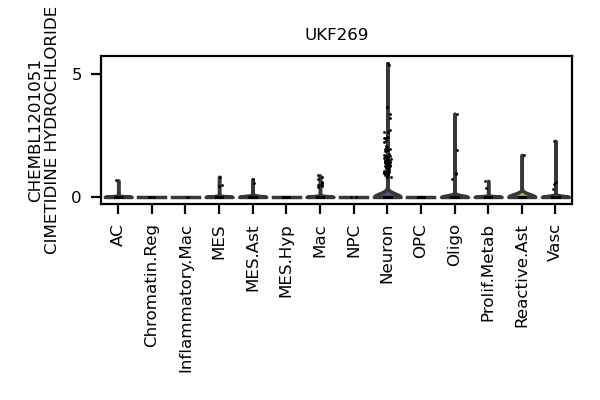 UKF269
CHEMBL1201051
CIMETIDINE HYDROCHLORIDE
5
0
AC
Chromatin.Reg
Inflammatory.Mac
MES
MES.Ast
MES.Hyp
Mac
NPC
Neuron
OPC
Oligo
Prolif.Metab
Reactive.Ast
Vasc